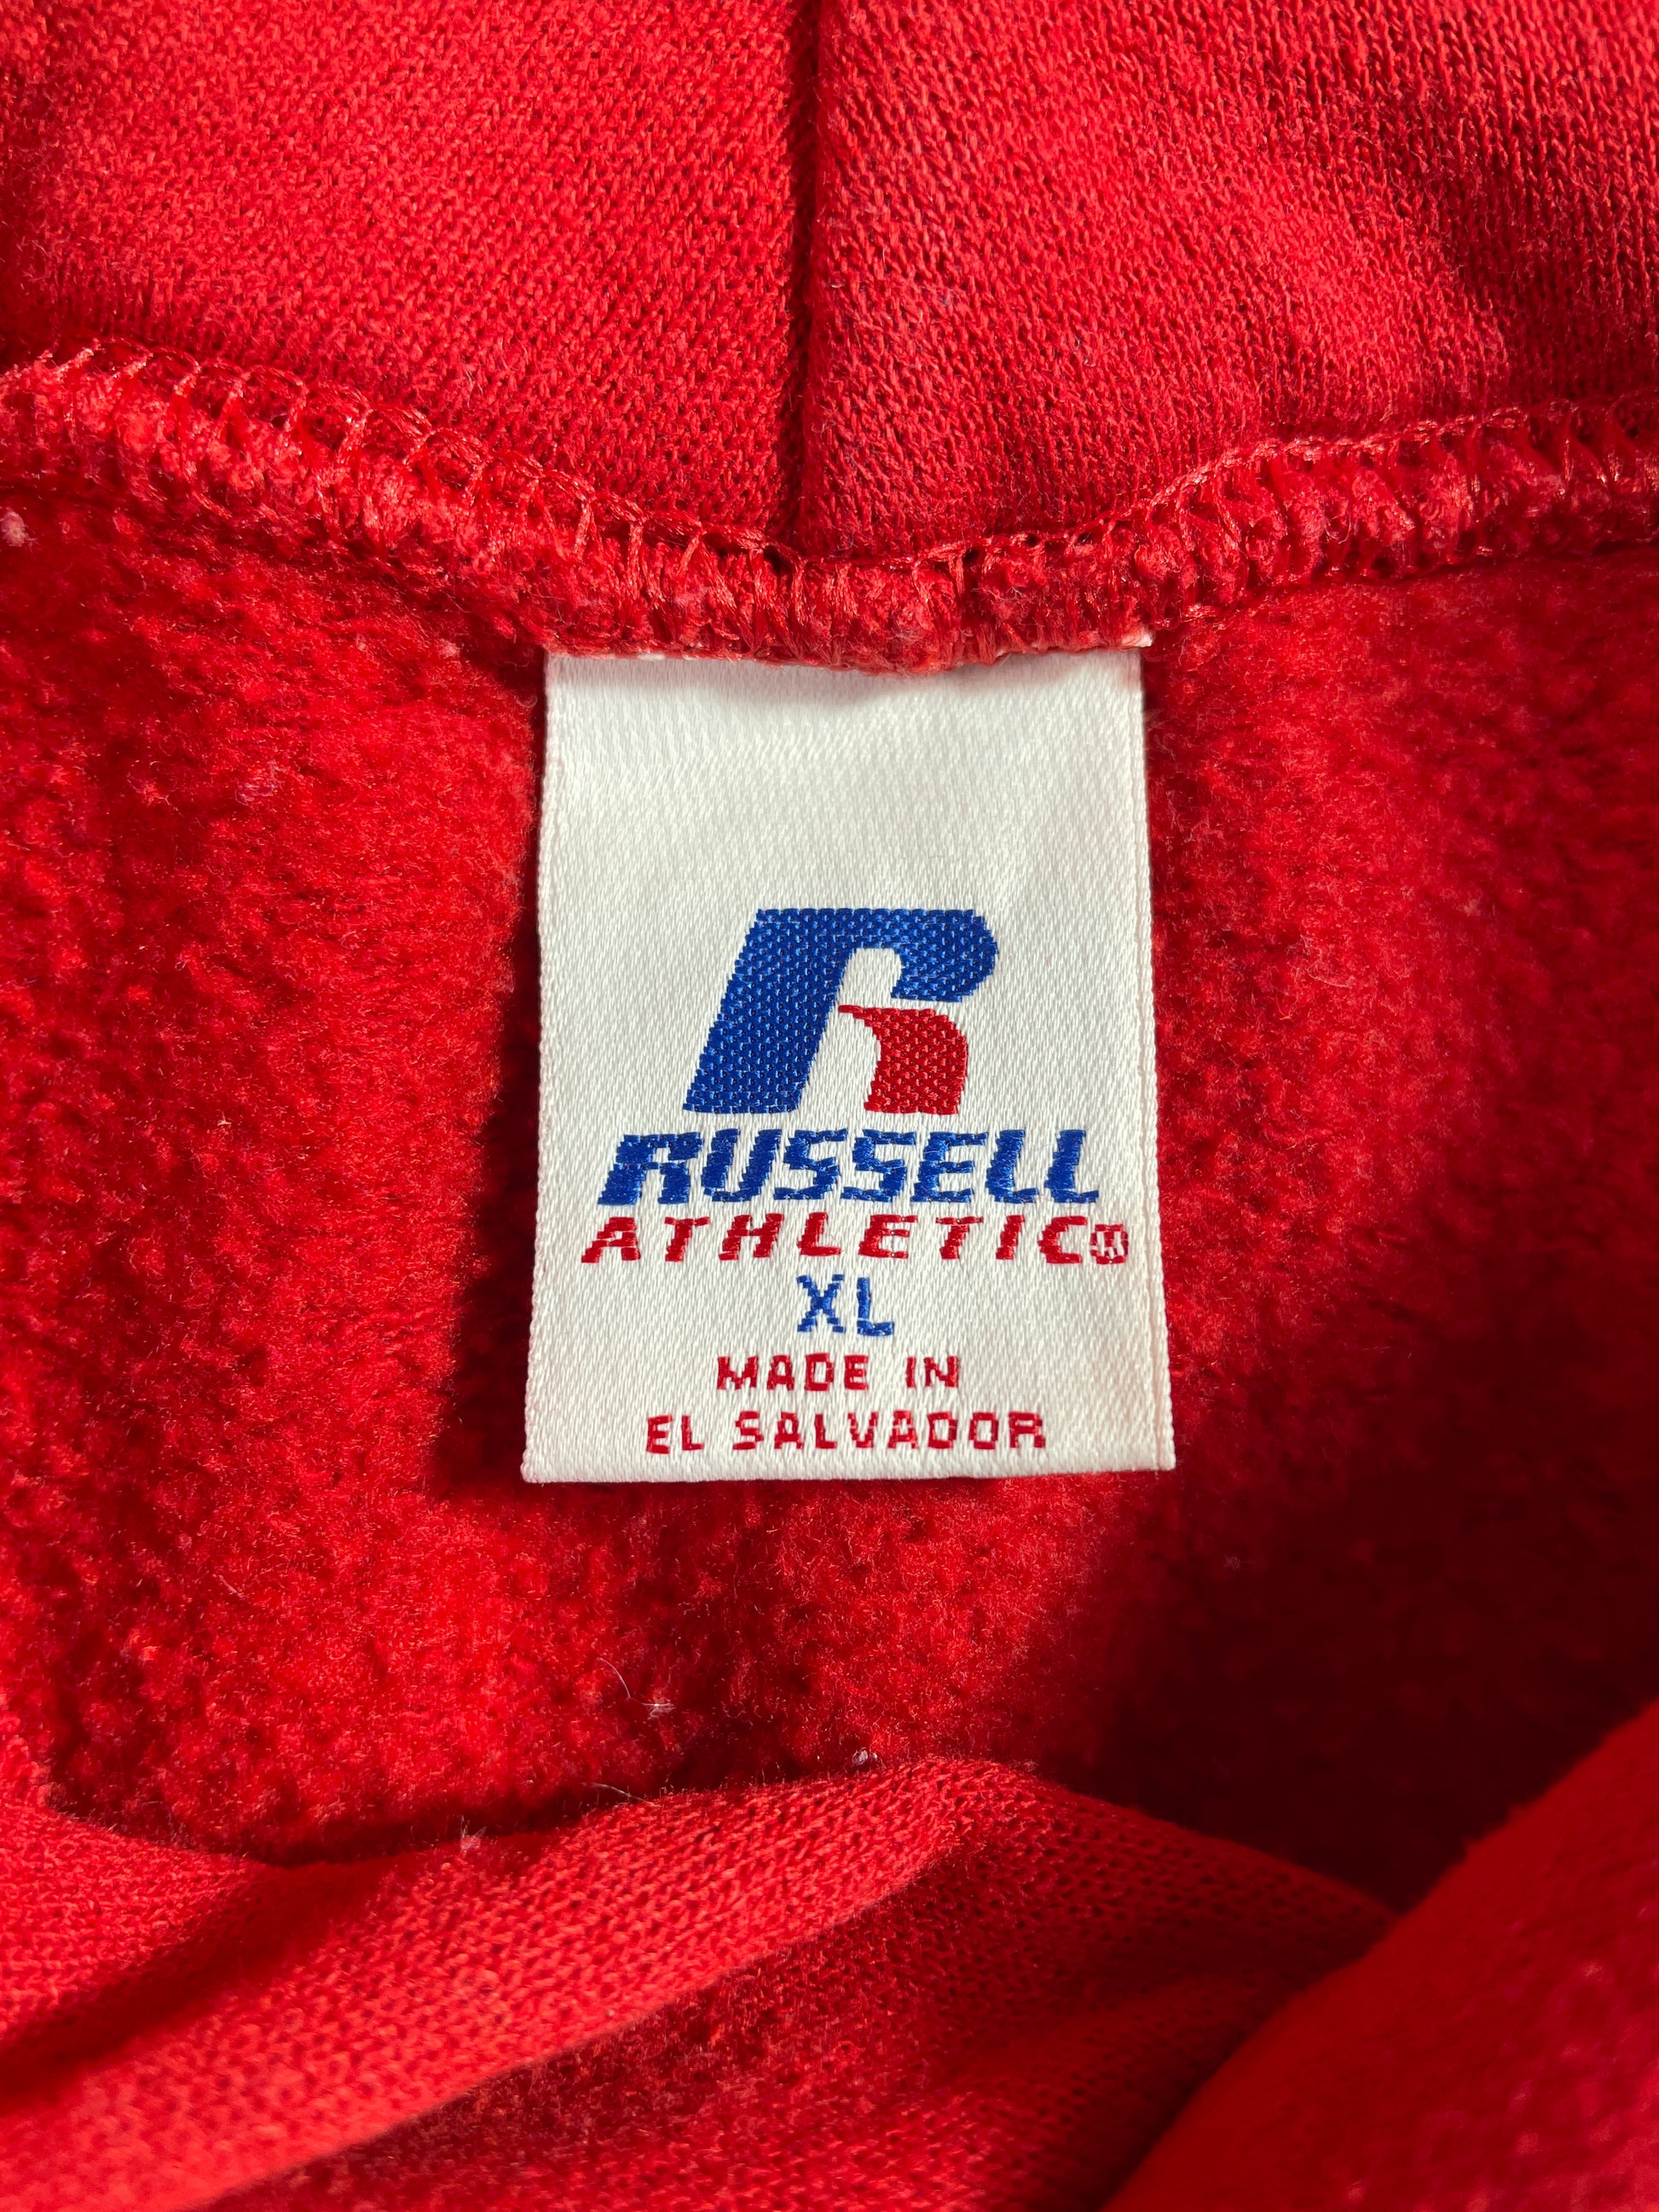 R
RUSSELL
ATHLETIC
XL
MADE IN
EL SALVADOR